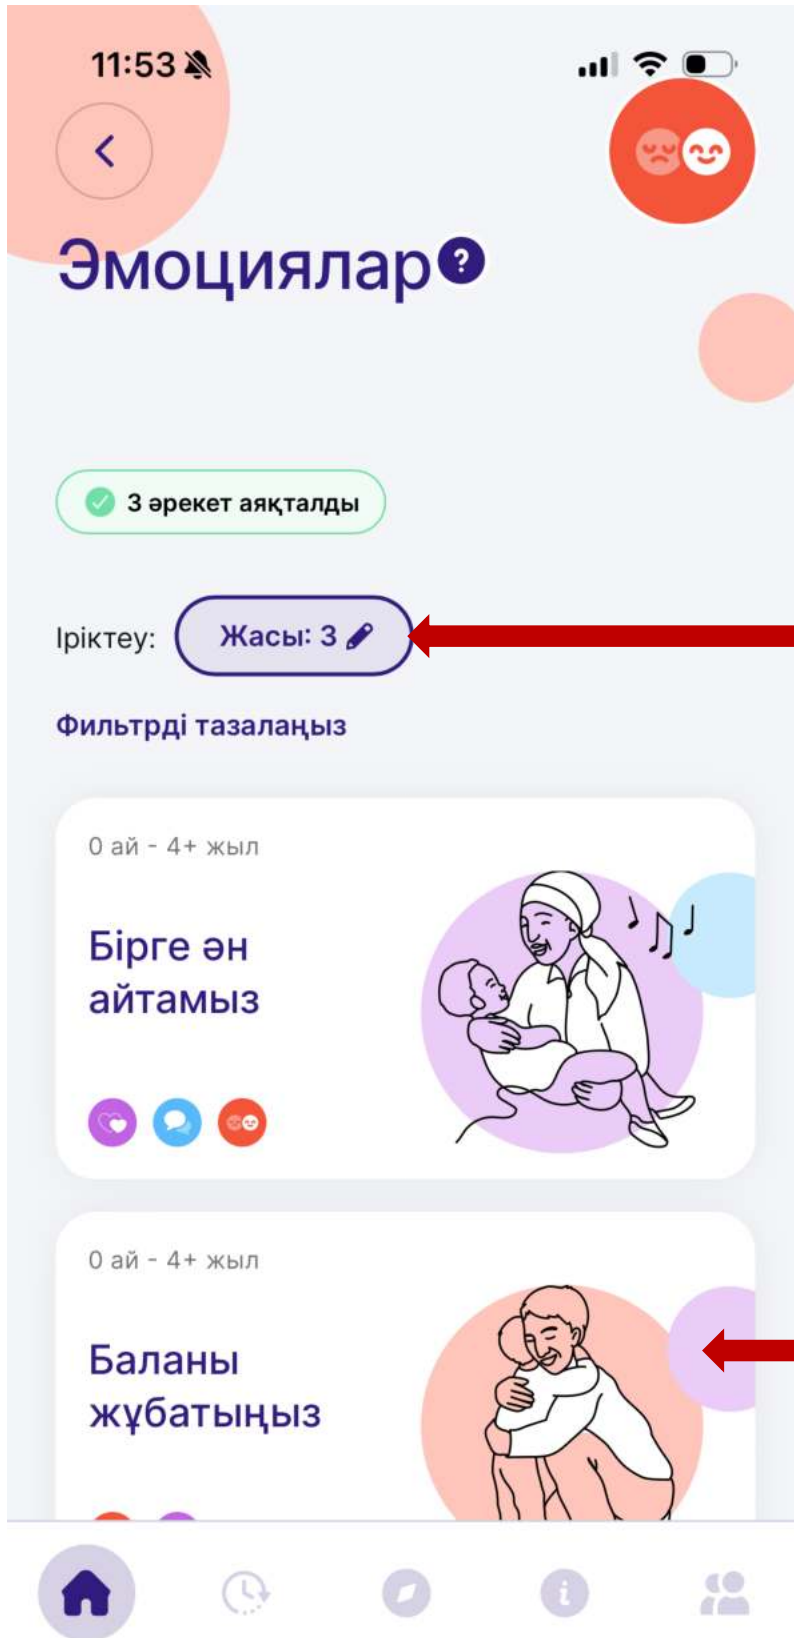 11:53
Эмоциялар?
3 әрекет аяқталды
Іріктеу: Жасы: 3
Фильтрді тазалаңыз
0 ай - 4+ жыл
Бірге ән
айтамыз
0 ай - 4+ жыл
Баланы
жұбатыңыз